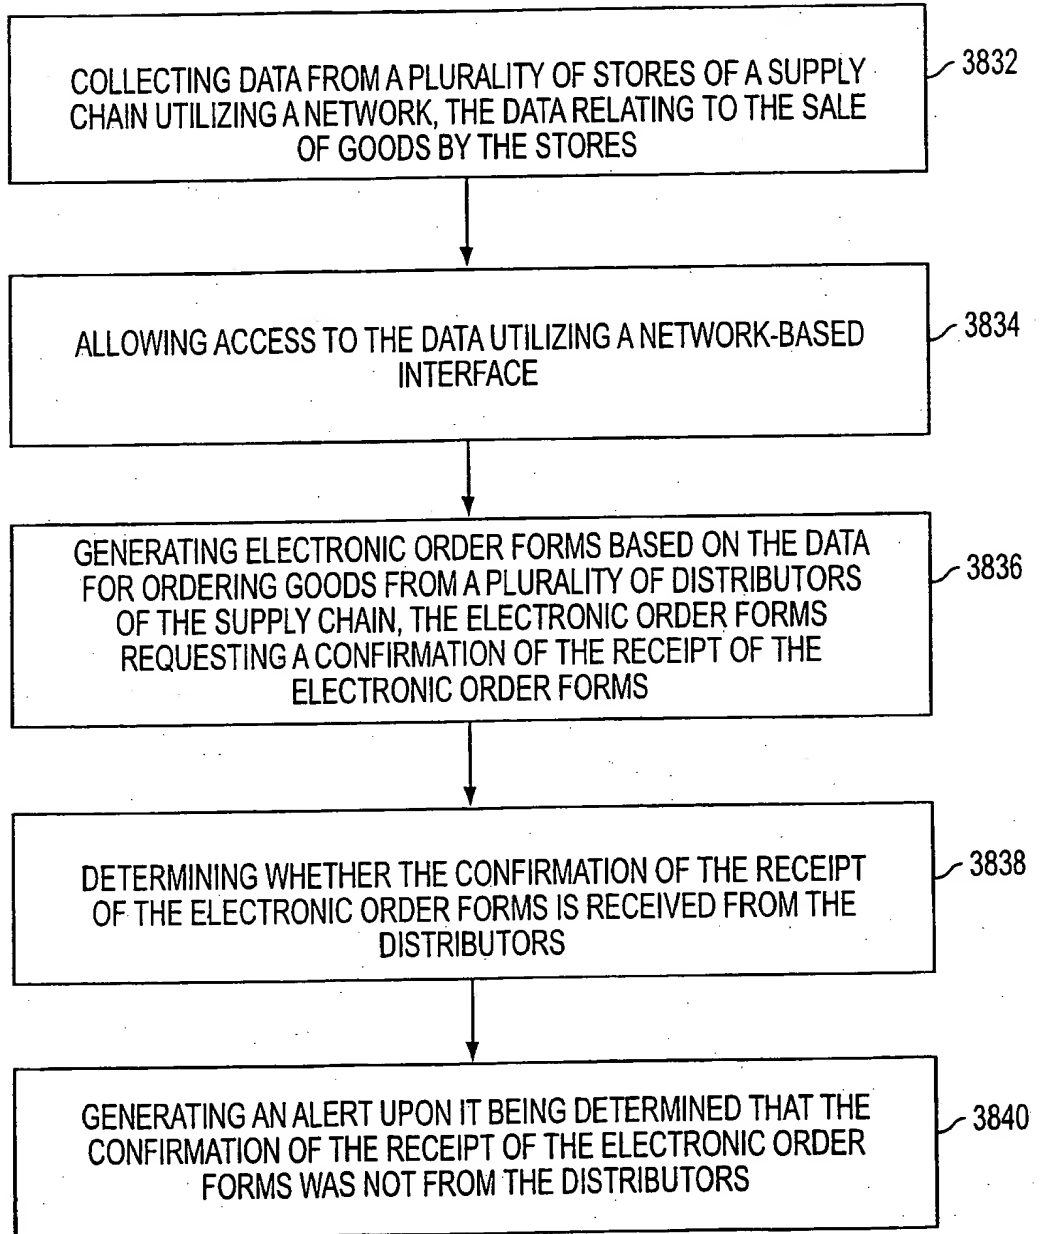 COLLECTING DATA FROM A PLURALITY OF STORES OF A SUPPLY
CHAIN UTILIZING A NETWORK, THE DATA RELATING TO THE SALE
OF GOODS BY THE STORES
3832
ALLOWING ACCESS TO THE DATA UTILIZING A NETWORK-BASED
INTERFACE
3834
GENERATING ELECTRONIC ORDER FORMS BASED ON THE DATA
FOR ORDERING GOODS FROM A PLURALITY OF DISTRIBUTORS
OF THE SUPPLY CHAIN, THE ELECTRONIC ORDER FORMS
REQUESTING A CONFIRMATION OF THE RECEIPT OF THE
ELECTRONIC ORDER FORMS
3836
DETERMINING WHETHER THE CONFIRMATION OF THE RECEIPT
OF THE ELECTRONIC ORDER FORMS IS RECEIVED FROM THE
DISTRIBUTORS
3838
GENERATING AN ALERT UPON IT BEING DETERMINED THAT THE
CONFIRMATION OF THE RECEIPT OF THE ELECTRONIC ORDER
FORMS WAS NOT FROM THE DISTRIBUTORS
3840